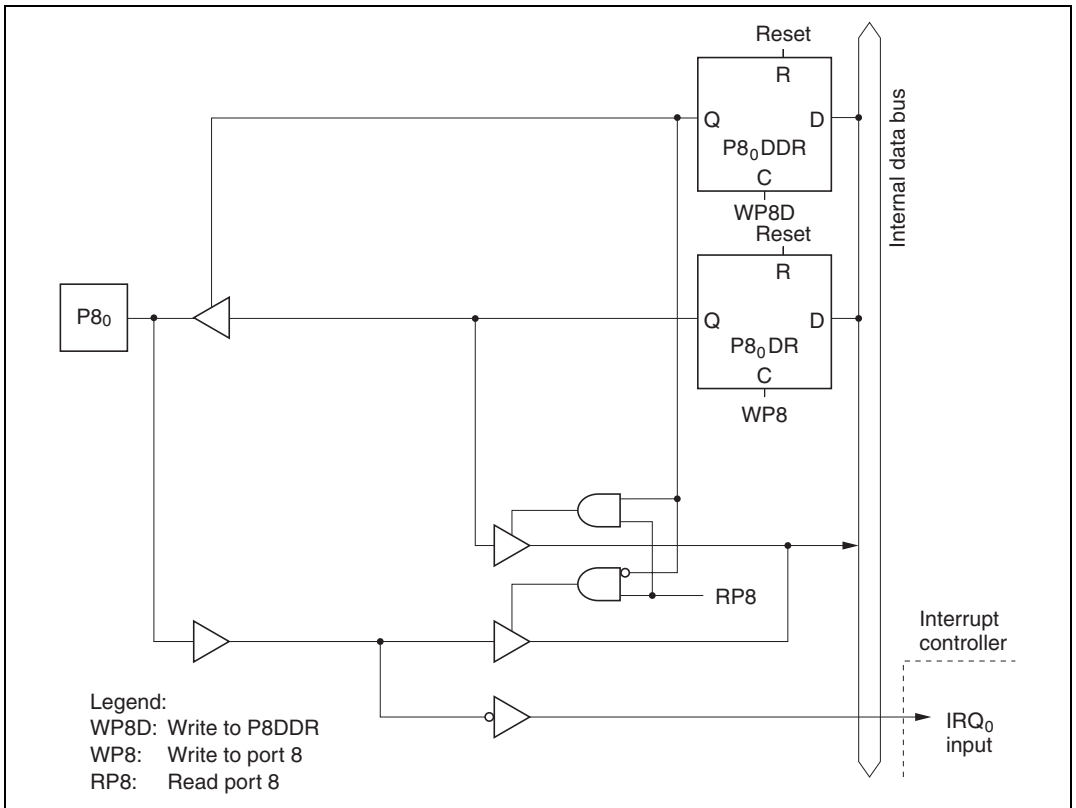 Reset
R
Q D
P8₀DDR
C
WP8D
Internal data bus
Reset
R
P8₀
Q D
P8₀DR
C
WP8
RP8
Interrupt
controller
IRQ₀
input
Legend:
WP8D: Write to P8DDR
WP8: Write to port 8
RP8: Read port 8